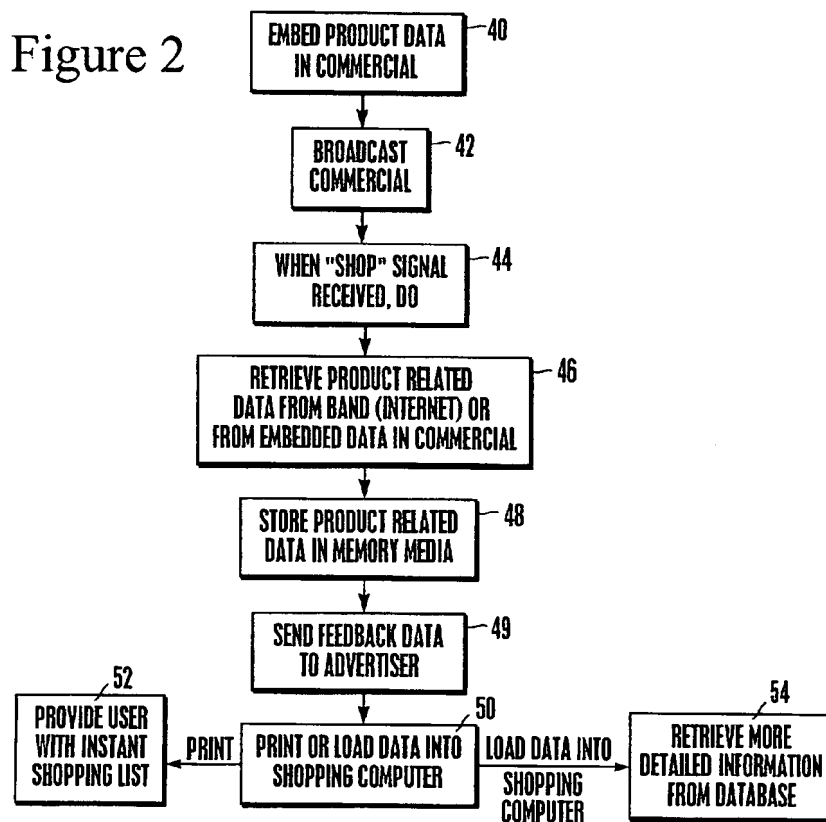 Figure 2
EMBED PRODUCT DATA
IN COMMERCIAL
40
BROADCAST
COMMERCIAL
42
WHEN "SHOP" SIGNAL
RECEIVED, DO
44
RETRIEVE PRODUCT RELATED
DATA FROM BAND (INTERNET) OR
FROM EMBEDDED DATA IN COMMERCIAL
46
STORE PRODUCT RELATED
DATA IN MEMORY MEDIA
48
SEND FEEDBACK DATA
TO ADVERTISER
49
52
PROVIDE USER
WITH INSTANT
SHOPPING LIST
PRINT
50
PRINT OR LOAD DATA INTO
SHOPPING COMPUTER
LOAD DATA INTO
SHOPPING
COMPUTER
54
RETRIEVE MORE
DETAILED INFORMATION
FROM DATABASE